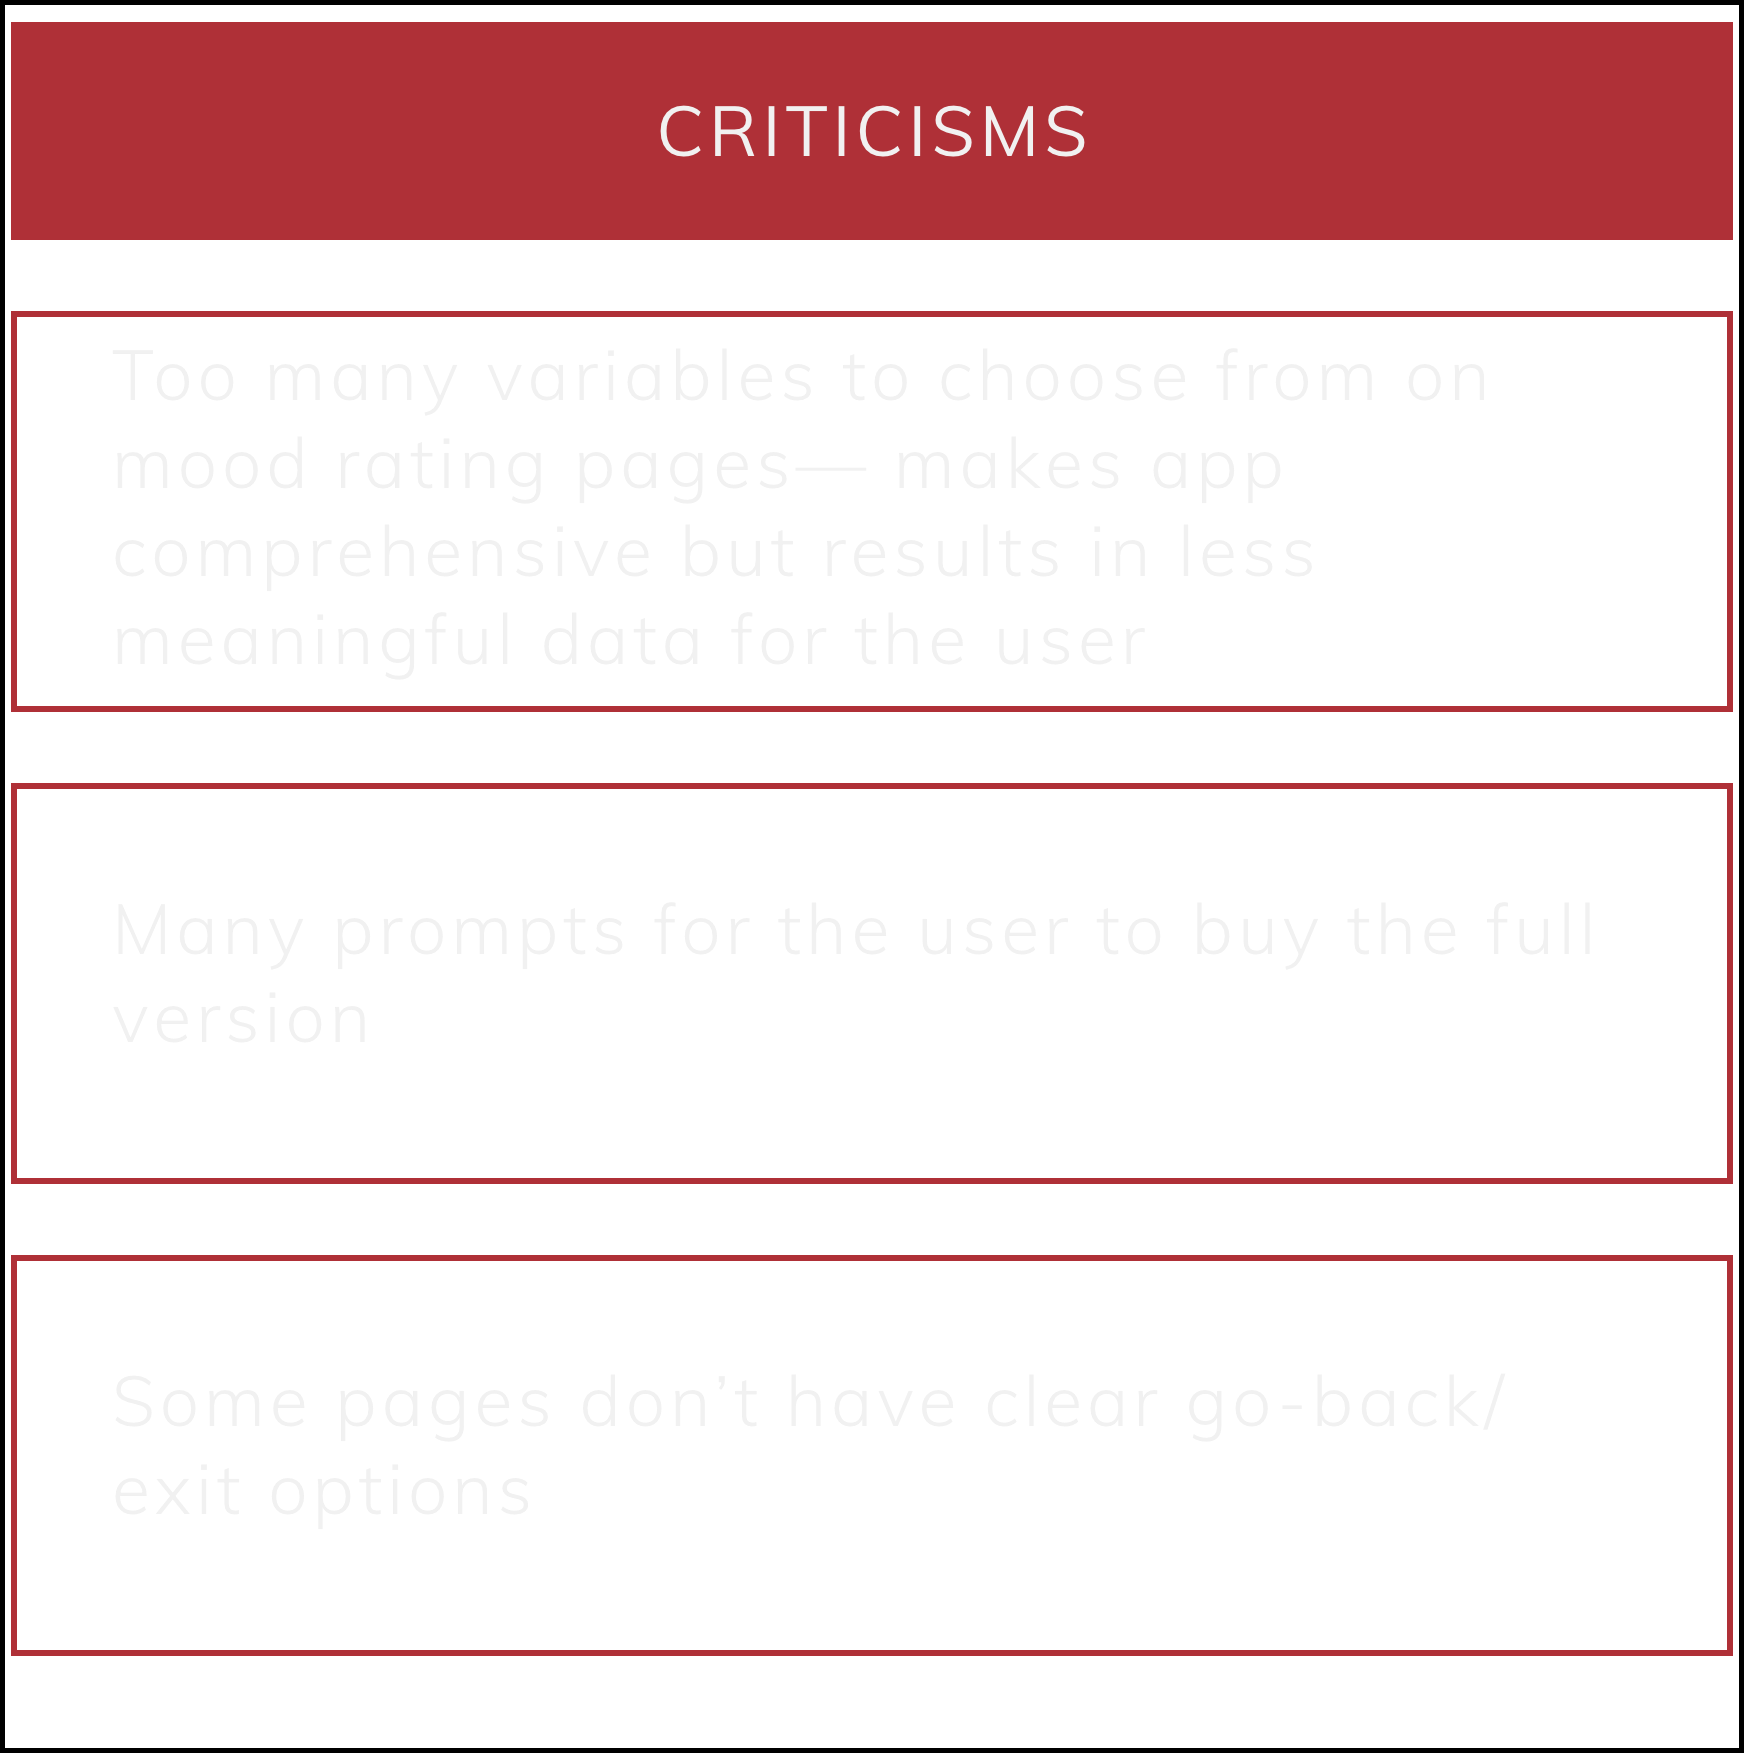 CRITICISMS
Too many variables to choose from on
mood rating pages— makes app
comprehensive but results in less
meaningful data for the user
Many prompts for the user to buy the full
version
Some pages don’t have clear go-back/
exit options